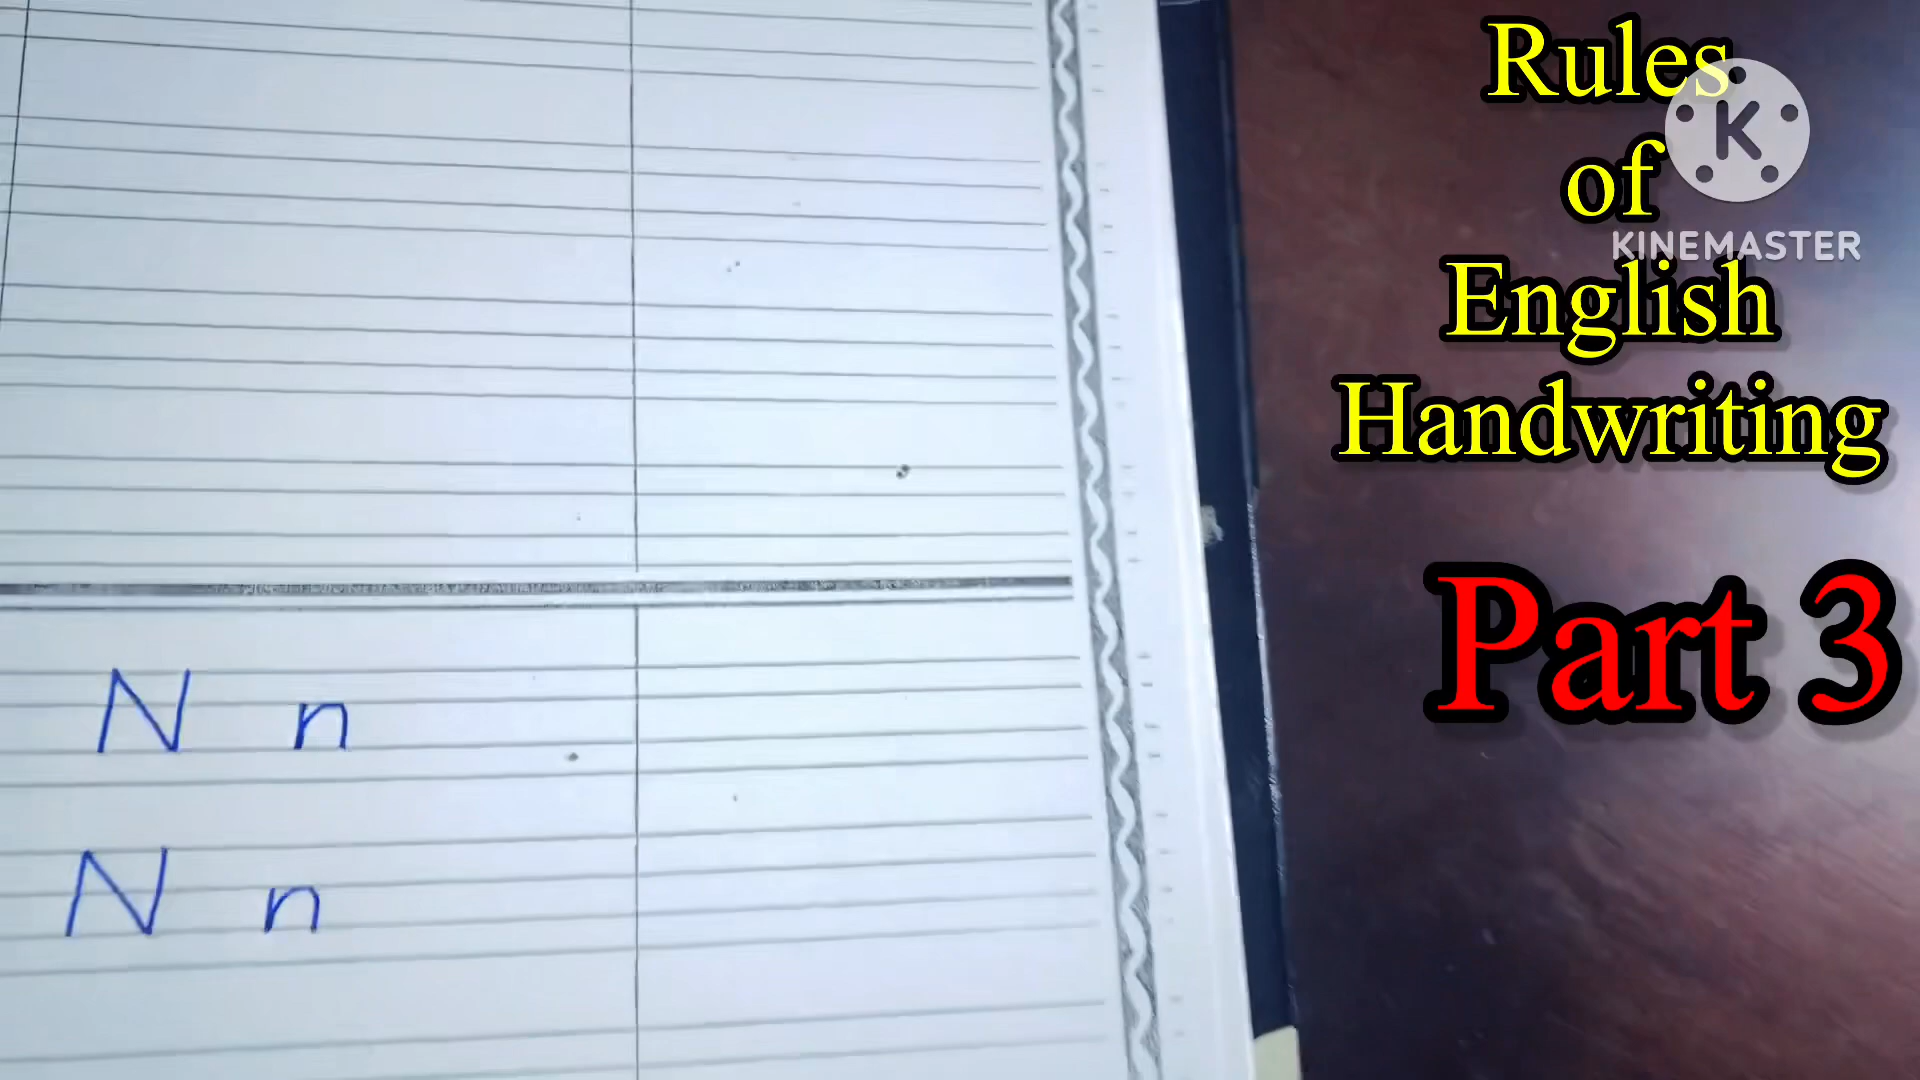 Rules
of
English
Handwriting
Part 3
K
KINEMASTER
N n
N n